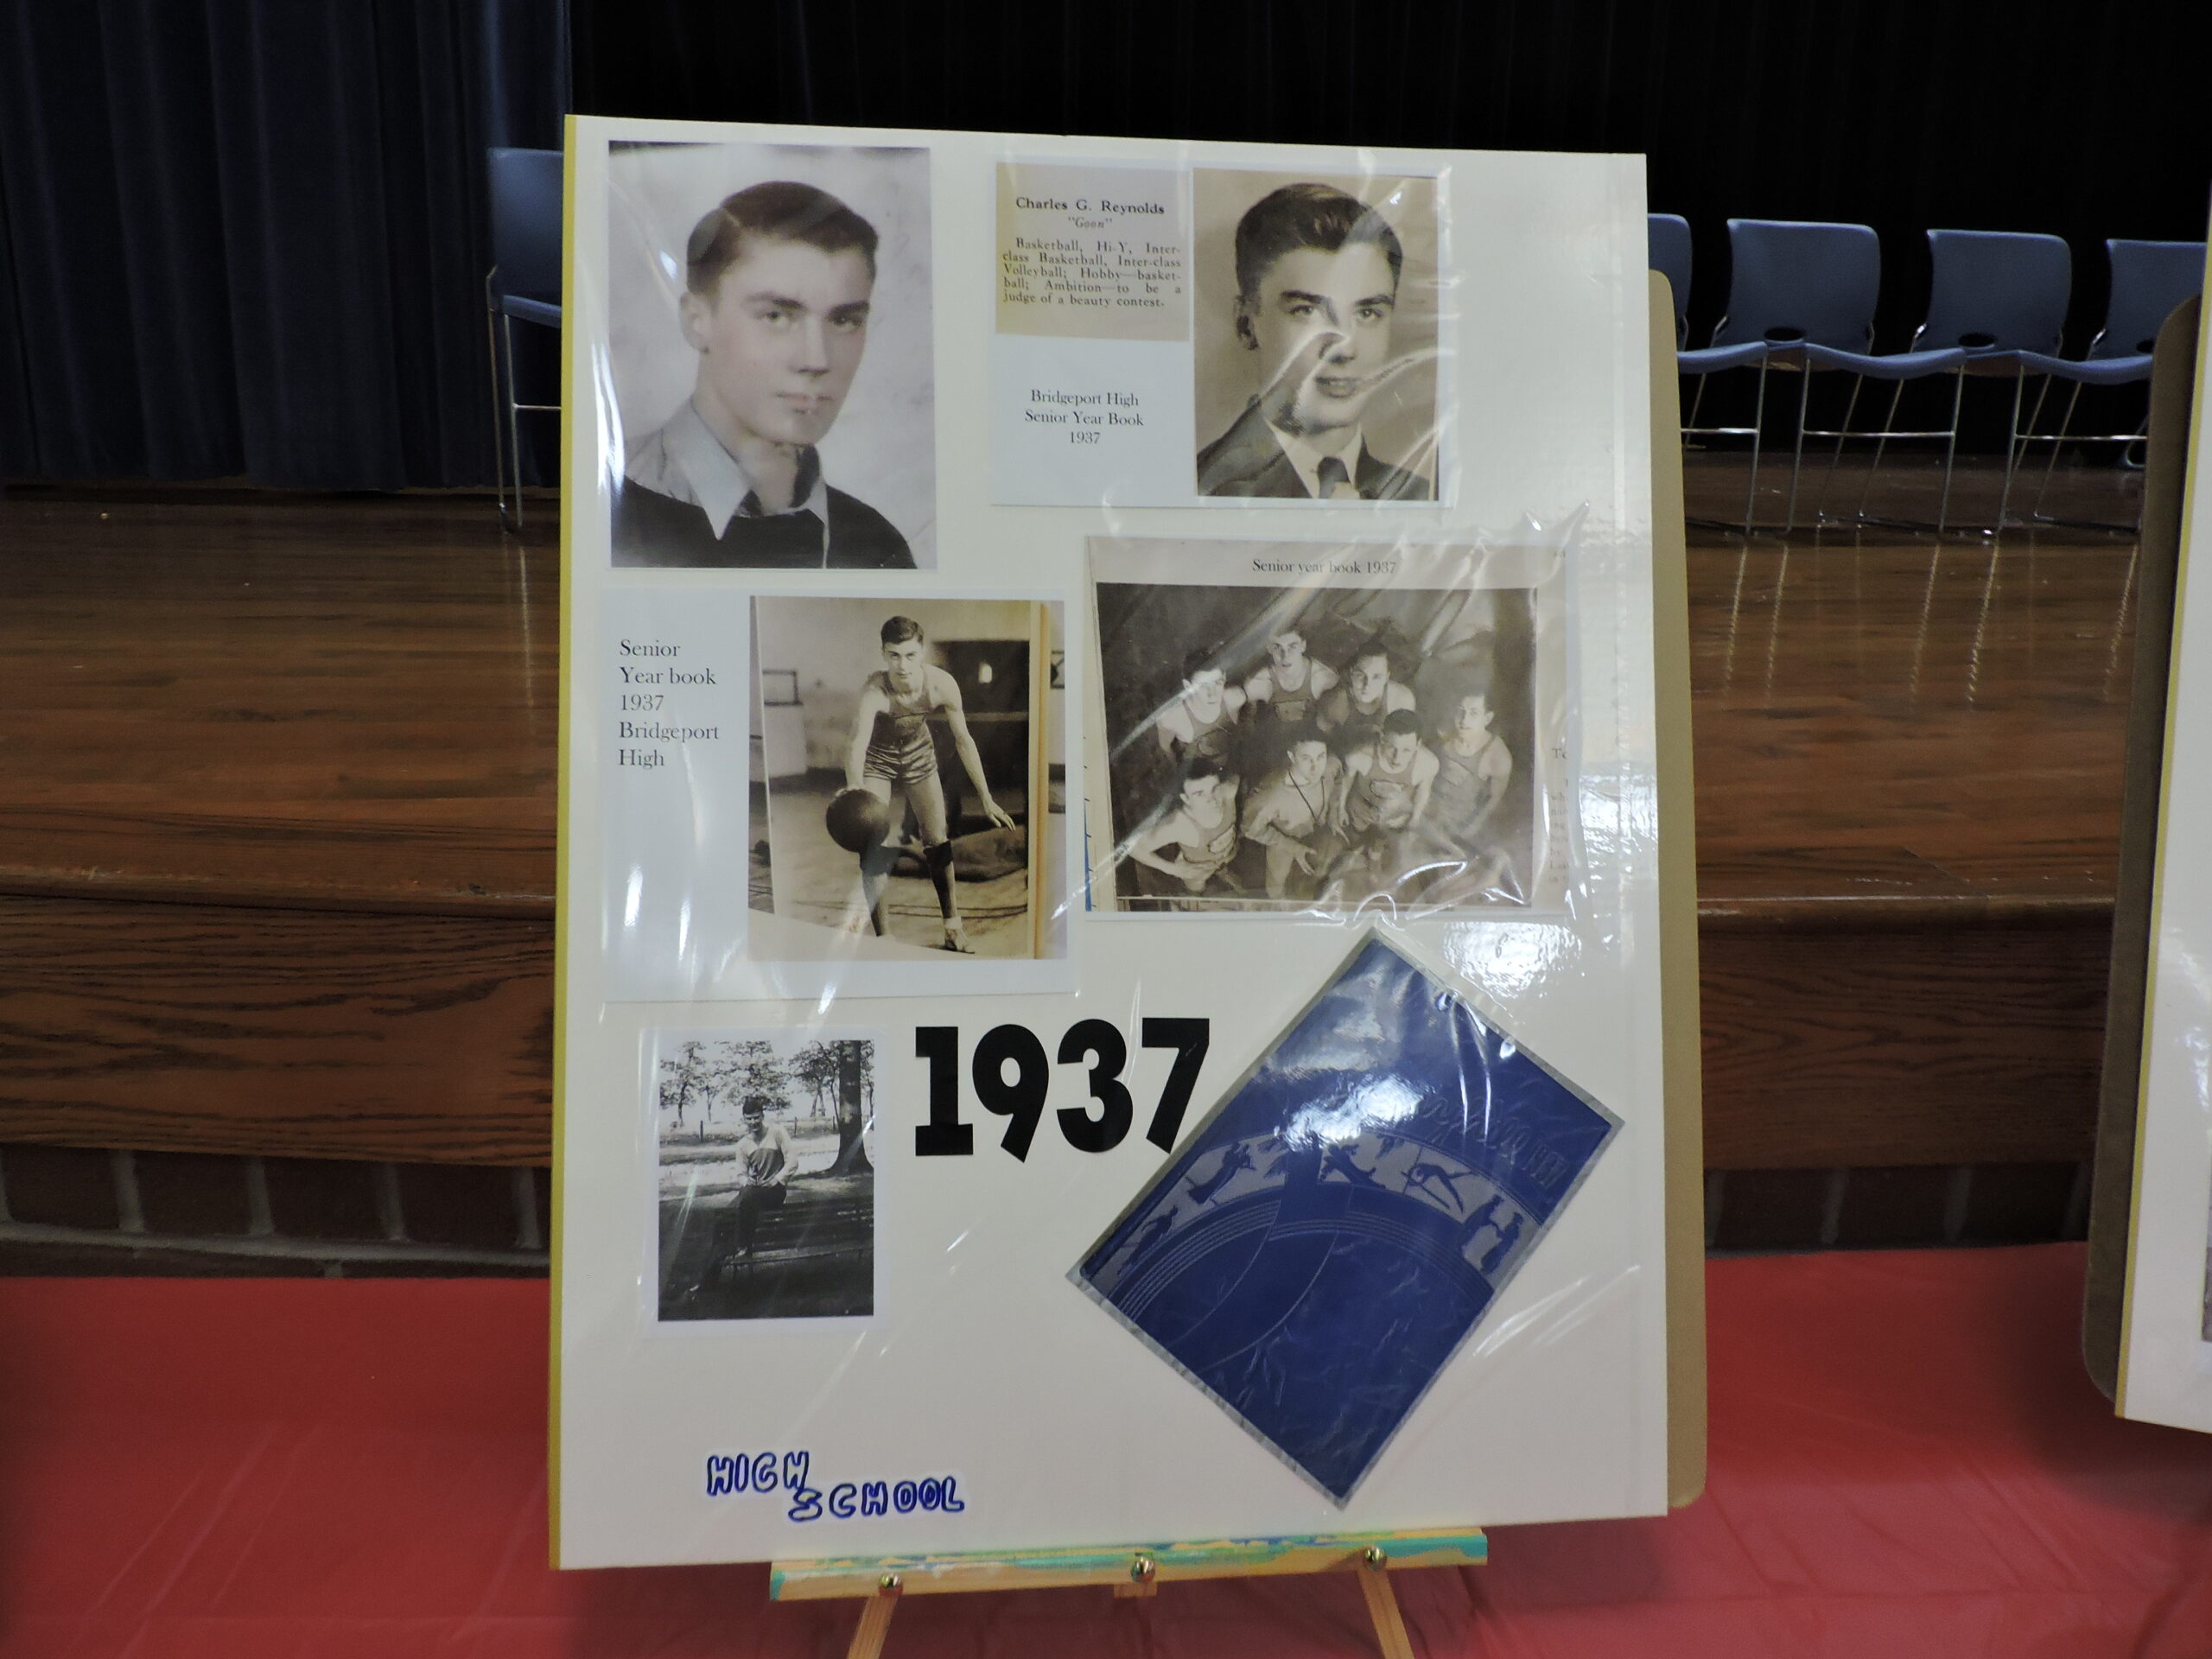 Charles G. Reynolds
"Goon"
Basketball, Hi-Y, Inter-
class Basketball, Inter-class
Volleyball; Hobby—basket-
ball; Ambition—to be a
judge of a beauty contest.
Bridgeport High
Senior Year Book
1937
Senior year book 1937
Senior
Year book
1937
Bridgeport
High
1937
HIGH
SCHOOL